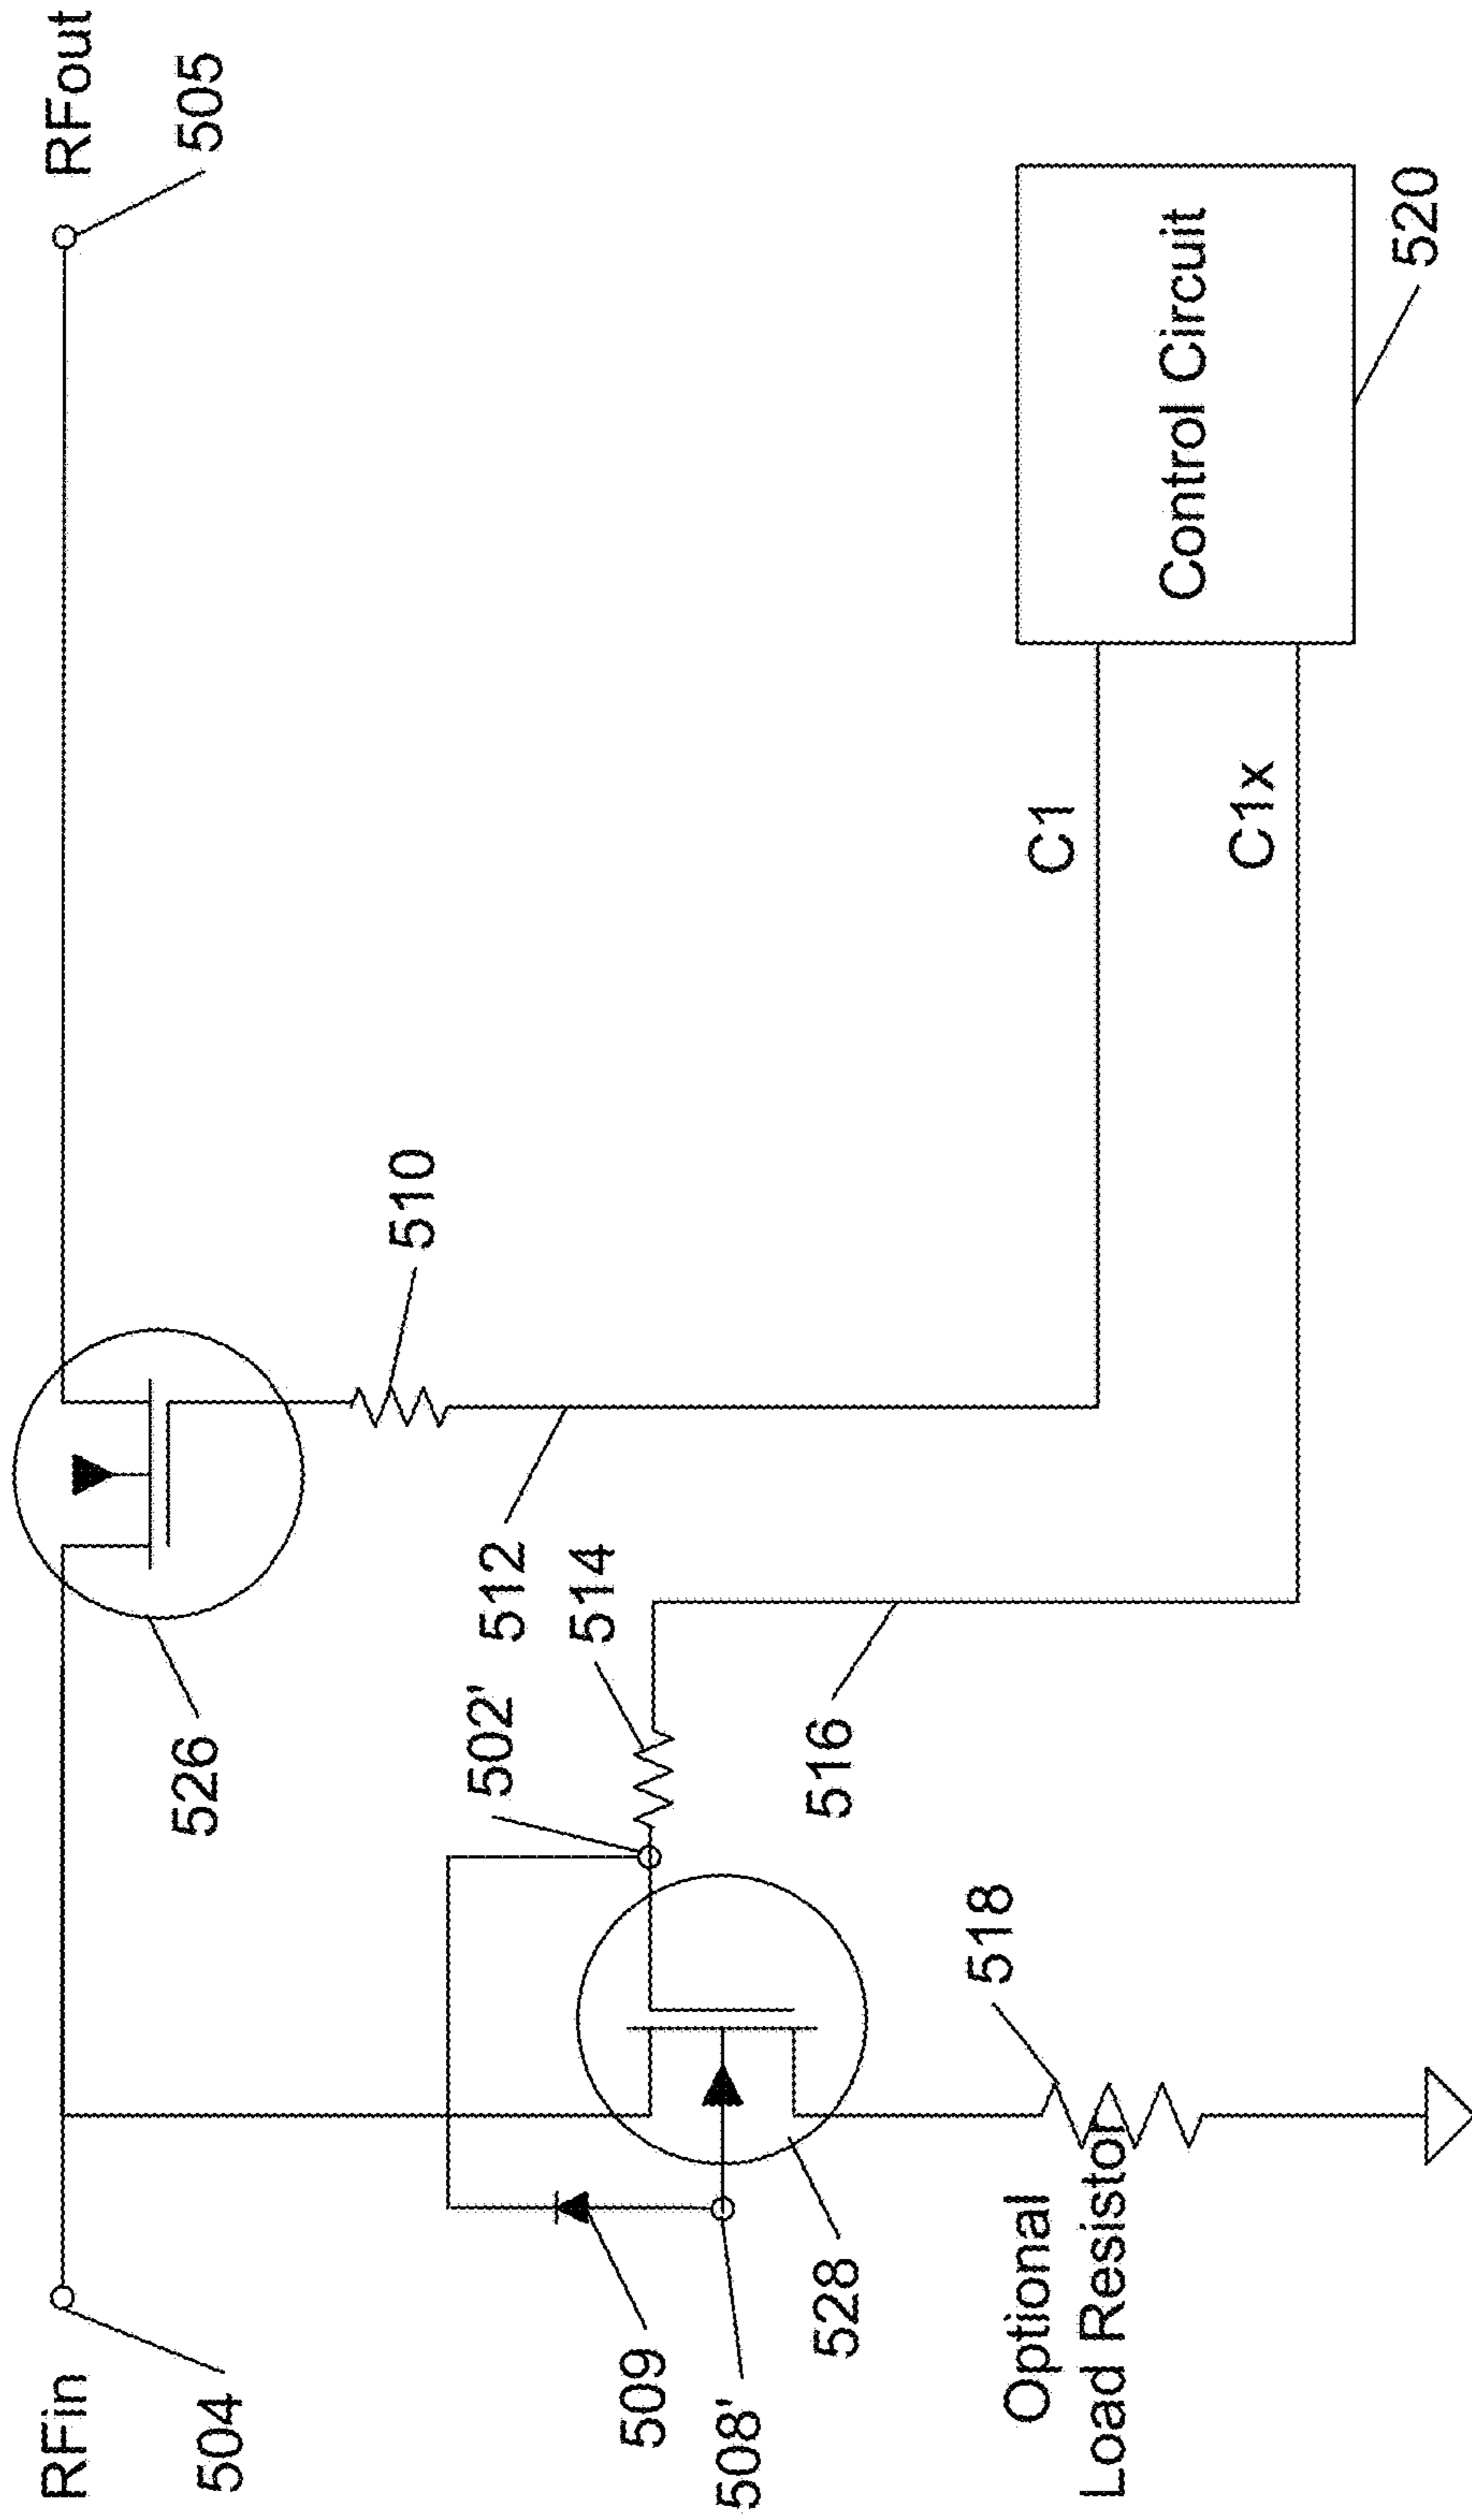 RFin
504
RFout
505
526
510
512
514
502'
516
509
508'
528
518
Optional
Load Resistor
C1
C1x
Control Circuit
520